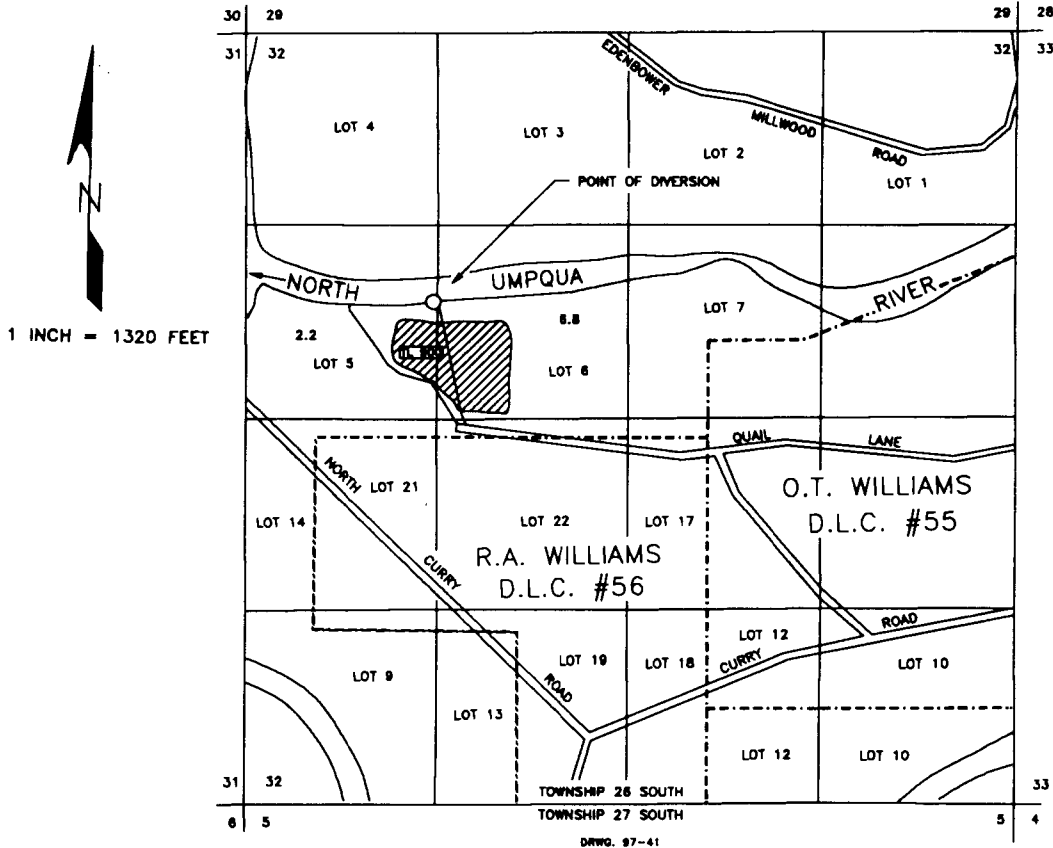 30 29
29 28
31 32
32 33
EDENBOWER
MILLWOOD
ROAD
LOT 4
LOT 3
LOT 2
LOT 1
POINT OF DIVERSION
N
NORTH
UMPQUA
RIVER
1 INCH = 1320 FEET
2.2
6.8
LOT 7
LOT 5
LOT 6
QUAIL
LANE
NORTH
LOT 21
O.T. WILLIAMS
D.L.C. #55
LOT 14
LOT 22
LOT 17
R.A. WILLIAMS
D.L.C. #56
CURRY
ROAD
LOT 12
ROAD
LOT 9
LOT 19
LOT 18
CURRY
LOT 10
LOT 13
LOT 12
LOT 10
31 32
33
TOWNSHIP 26 SOUTH
6 5
TOWNSHIP 27 SOUTH
5 4
DRWG. 97-41